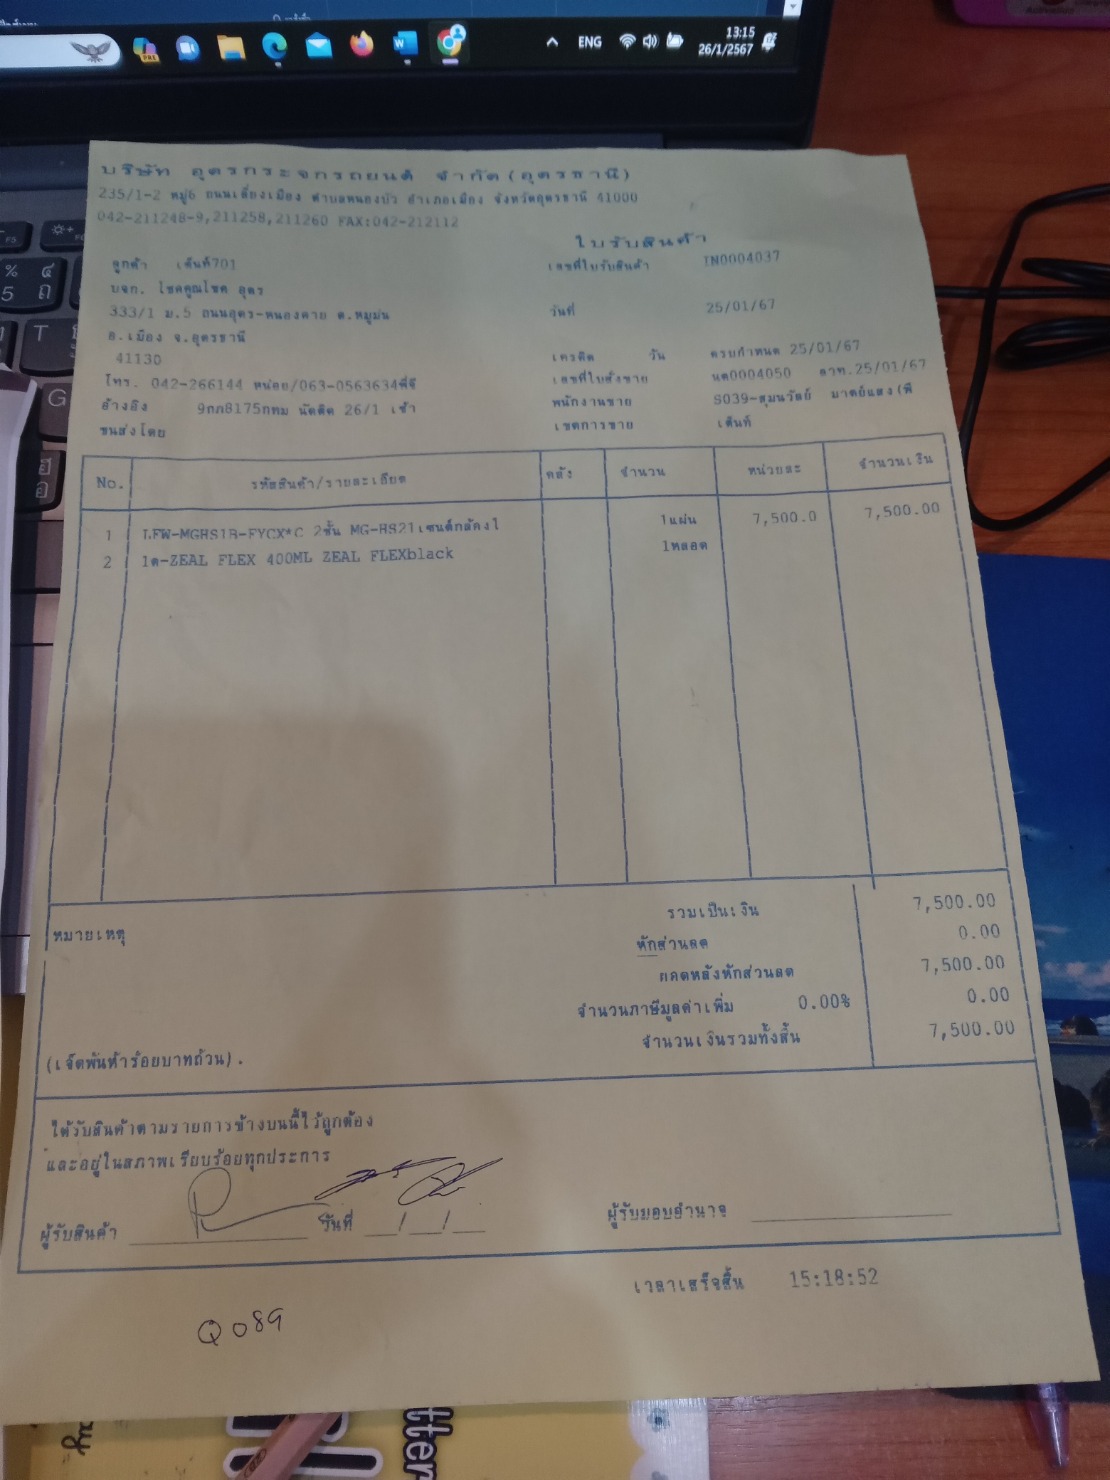 ENG
13:15
26/1/2567
บริษัท อุดรกระจกรถยนต์ จำกัด(อุดรธานี)
235/1-2 หมู่6 ถนนเลี่ยงเมือง ตำบลหนองบัว อำเภอเมือง จังหวัดอุดรธานี 41000
042-211248-9,211258,211260 FAX:042-212112
ใบรับสินค้า
ลูกค้า เต็นท์701
เลขที่ใบรับสินค้า IN0004037
บจก. โชคคูณโชค อุดร
333/1 ม.5 ถนนอุดร-หนองคาย ต.หมูม่น
วันที่ 25/01/67
อ.เมือง จ.อุดรธานี
41130
เครดิต วัน ครบกำหนด 25/01/67
โทร. 042-266144 หน่อย/063-0563634พี่จี
เลขที่ใบสั่งขาย นด0004050 ลวท.25/01/67
อ้างอิง 9กก8175กทม นัดติด 26/1 เช้า
พนักงานขาย S039-สุมนวัลย์ มาตย์แสง(พี
ขนส่งโดย
เขตการขาย เต็นท์
No. รหัสสินค้า/รายละเอียด คลัง จำนวน หน่วยละ จำนวนเงิน
1 LFW-MGHS1B-FYCX*C 2ชั้น MG-HS21เซนต์กล้องใ 1แผ่น 7,500.0 7,500.00
2 1ด-ZEAL FLEX 400ML ZEAL FLEXblack 1หลอด
หมายเหตุ
รวมเป็นเงิน 7,500.00
หักส่วนลด 0.00
ยอดหลังหักส่วนลด 7,500.00
จำนวนภาษีมูลค่าเพิ่ม 0.00% 0.00
จำนวนเงินรวมทั้งสิ้น 7,500.00
(เจ็ดพันห้าร้อยบาทถ้วน).
ได้รับสินค้าตามรายการข้างบนนี้ไว้ถูกต้อง
และอยู่ในสภาพเรียบร้อยทุกประการ
ผู้รับสินค้า วันที่ / /
ผู้รับมอบอำนาจ
เวลาเสร็จสิ้น 15:18:52
Q 089